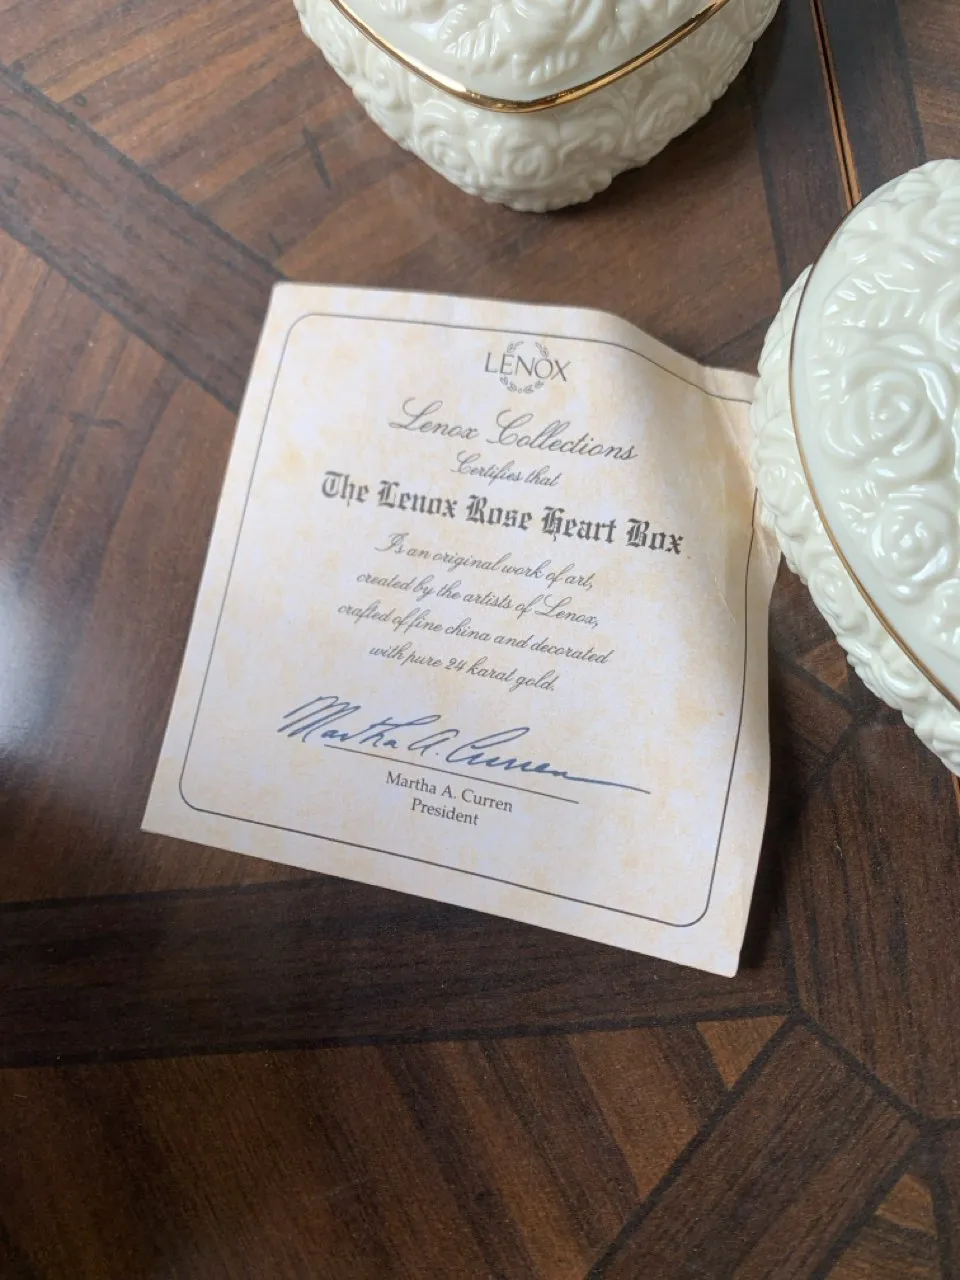 LENOX
Lenox Collections
Certifies that
The Lenox Rose Heart Box
Is an original work of art,
created by the artists of Lenox,
crafted of fine china and decorated
with pure 24 karat gold.
Martha A. Curren
Martha A. Curren
President